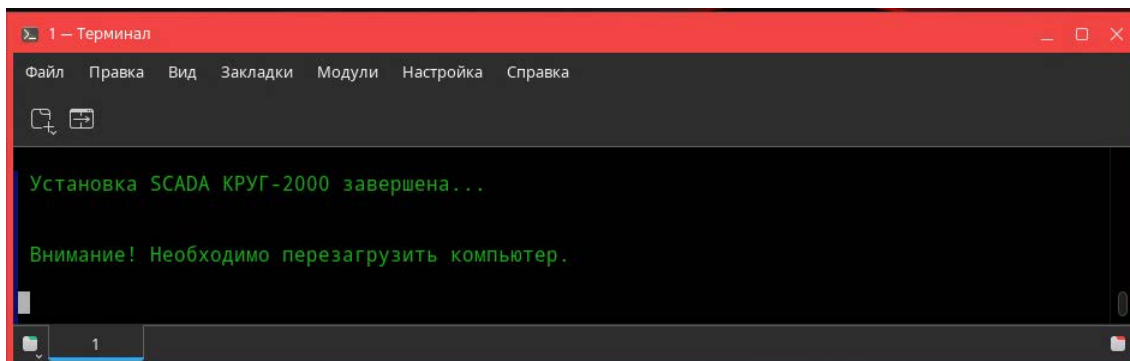 1 — Терминал
Файл Правка Вид Закладки Модули Настройка Справка
Установка SCADA КРУГ-2000 завершена...
Внимание! Необходимо перезагрузить компьютер.
1